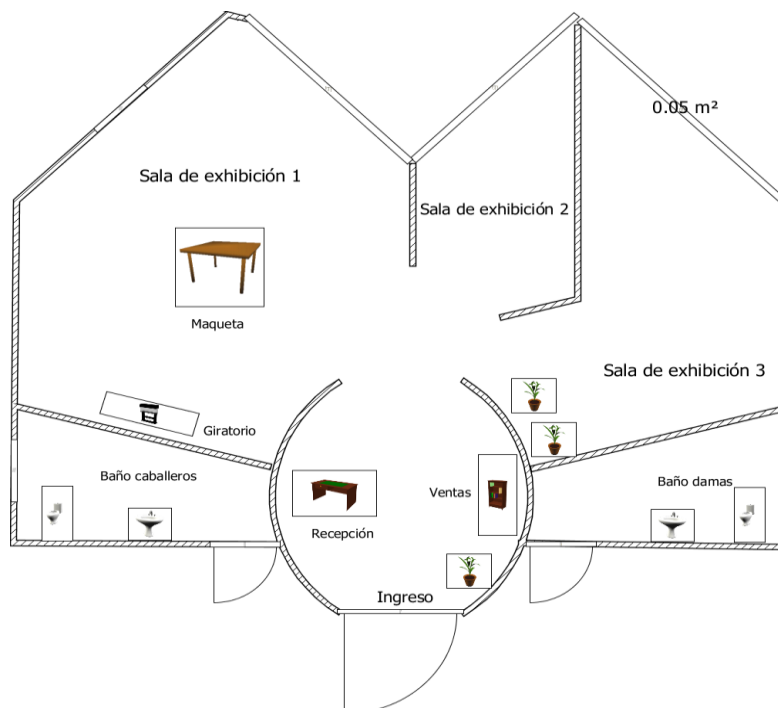 0.05 m²
Sala de exhibición 1
Sala de exhibición 2
Maqueta
Sala de exhibición 3
Giratorio
Baño caballeros
Ventas
Baño damas
Recepción
Ingreso